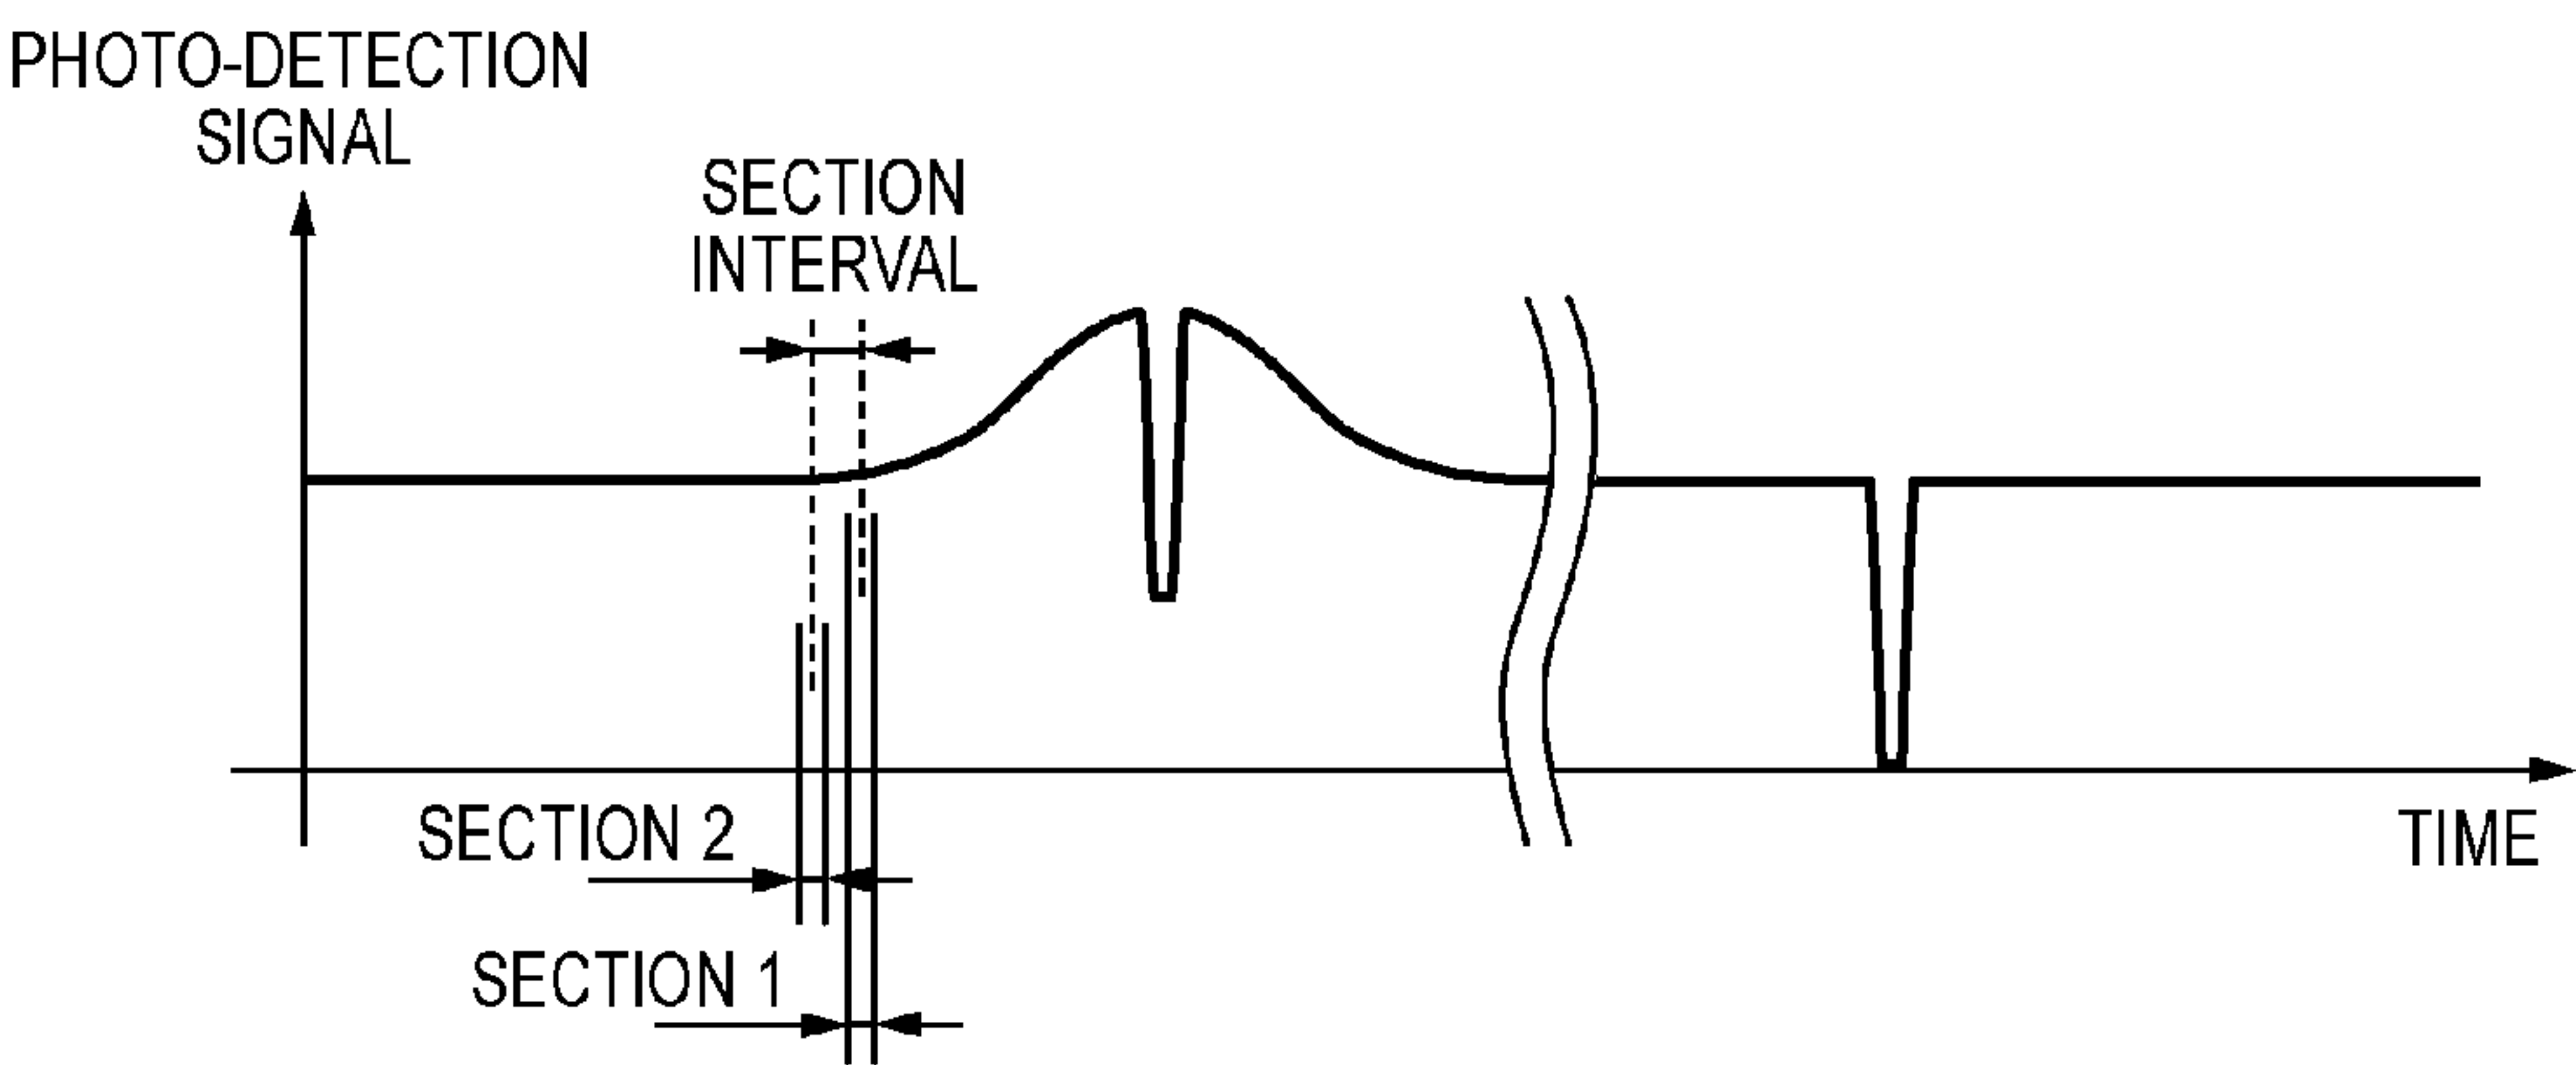 PHOTO-DETECTION
SIGNAL
SECTION
INTERVAL
SECTION 2
TIME
SECTION 1